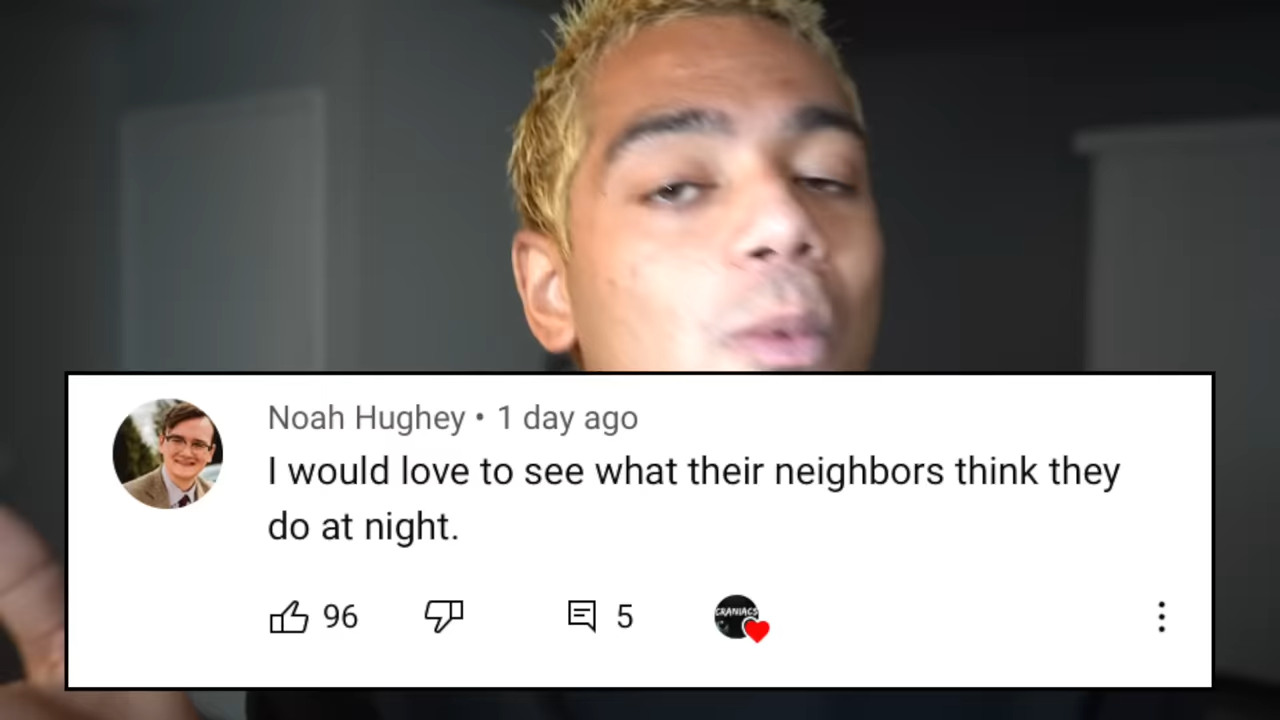 Noah Hughey • 1 day ago
I would love to see what their neighbors think they
do at night.
96
5
CRANIACS